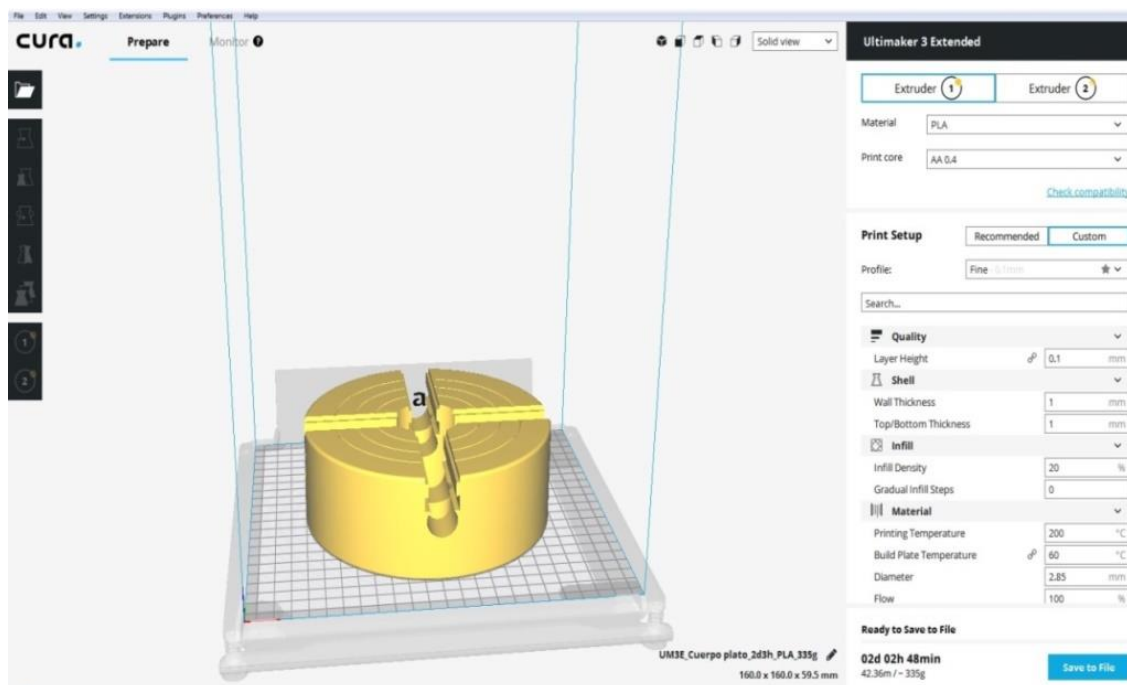 File Edit View Settings Extensions Plugins Preferences Help
cura.
Prepare
Monitor ?
Solid view
Ultimaker 3 Extended
Extruder 1
Extruder 2
Material PLA
Print core AA 0.4
Check compatibility
Print Setup Recommended Custom
Profile: Fine 0.1mm
Search...
Quality
Layer Height 0.1 mm
Shell
Wall Thickness 1 mm
Top/Bottom Thickness 1 mm
Infill
Infill Density 20 %
Gradual Infill Steps 0
Material
Printing Temperature 200 °C
Build Plate Temperature 60 °C
Diameter 2.85 mm
Flow 100 %
1
2
a
UM3E_Cuerpo plato_2d3h_PLA_335g
160.0 x 160.0 x 59.5 mm
Ready to Save to File
02d 02h 48min
42.36m / ~ 335g
Save to File